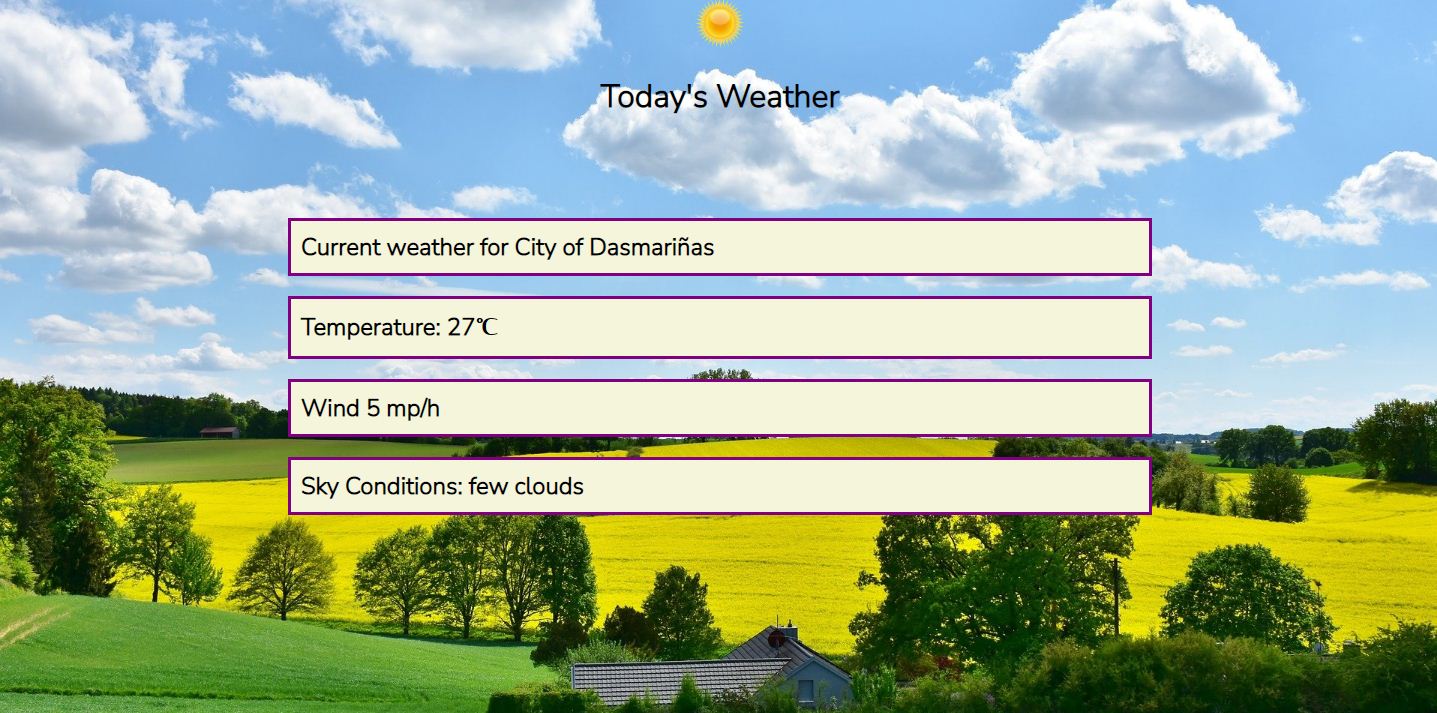 Today's Weather
Current weather for City of Dasmariñas
Temperature: 27℃
Wind 5 mp/h
Sky Conditions: few clouds